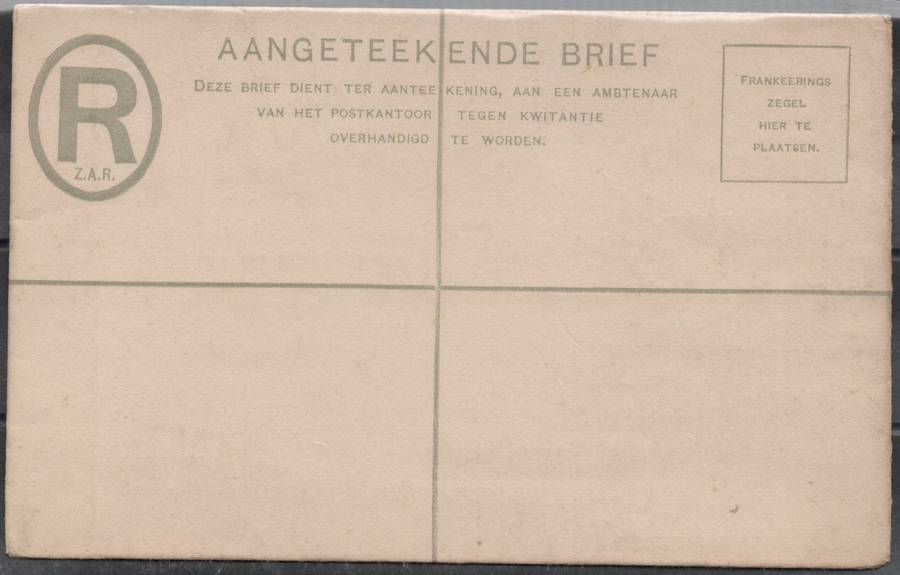 R
Z.A.R.
AANGETEEKENDE BRIEF
DEZE BRIEF DIENT TER AANTEEKENING, AAN EEN AMBTENAAR
VAN HET POSTKANTOOR TEGEN KWITANTIE
OVERHANDIGD TE WORDEN.
FRANKEERINGS
ZEGEL
HIER TE
PLAATSEN.